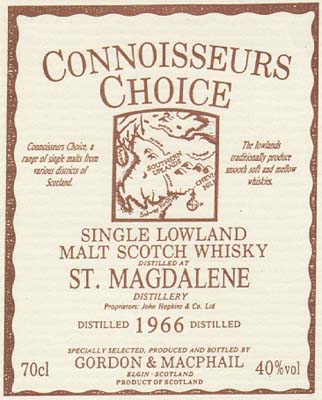 CONNOISSEURS
CHOICE
Connoisseurs Choice, a
range of single malts from
various districts of
Scotland.
SOUTHERN
UPLANDS
CHEVIOT
HILLS
The lowlands
traditionally produce
smooth soft and mellow
whiskies.
SINGLE LOWLAND
MALT SCOTCH WHISKY
DISTILLED AT
ST. MAGDALENE
DISTILLERY
Proprietors: John Hopkins & Co. Ltd
DISTILLED 1966 DISTILLED
SPECIALLY SELECTED, PRODUCED AND BOTTLED BY
70cl GORDON & MACPHAIL 40%vol
ELGIN · SCOTLAND
PRODUCT OF SCOTLAND